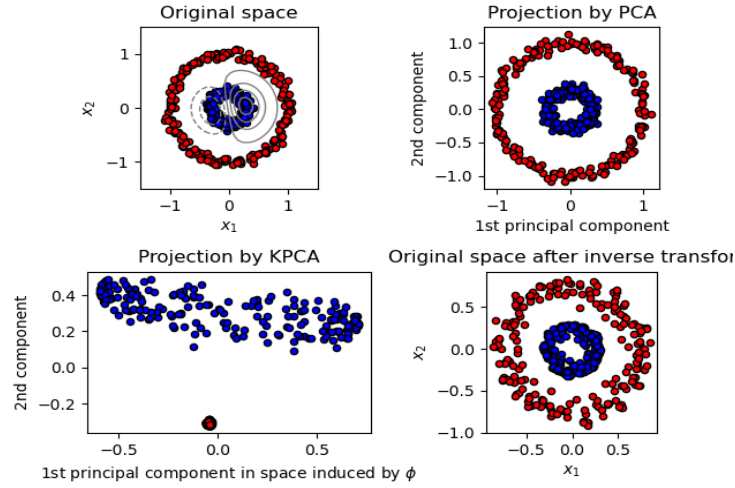 Original space
1
0
−1
x₂
−1
0
1
x₁
Projection by PCA
1.0
0.5
0.0
−0.5
−1.0
2nd component
−1
0
1
1st principal component
Projection by KPCA
0.4
0.2
0.0
−0.2
2nd component
−0.5
0.0
0.5
1st principal component in space induced by ϕ
Original space after inverse transfor
0.5
0.0
−0.5
−1.0
x₂
−0.5
0.0
0.5
x₁